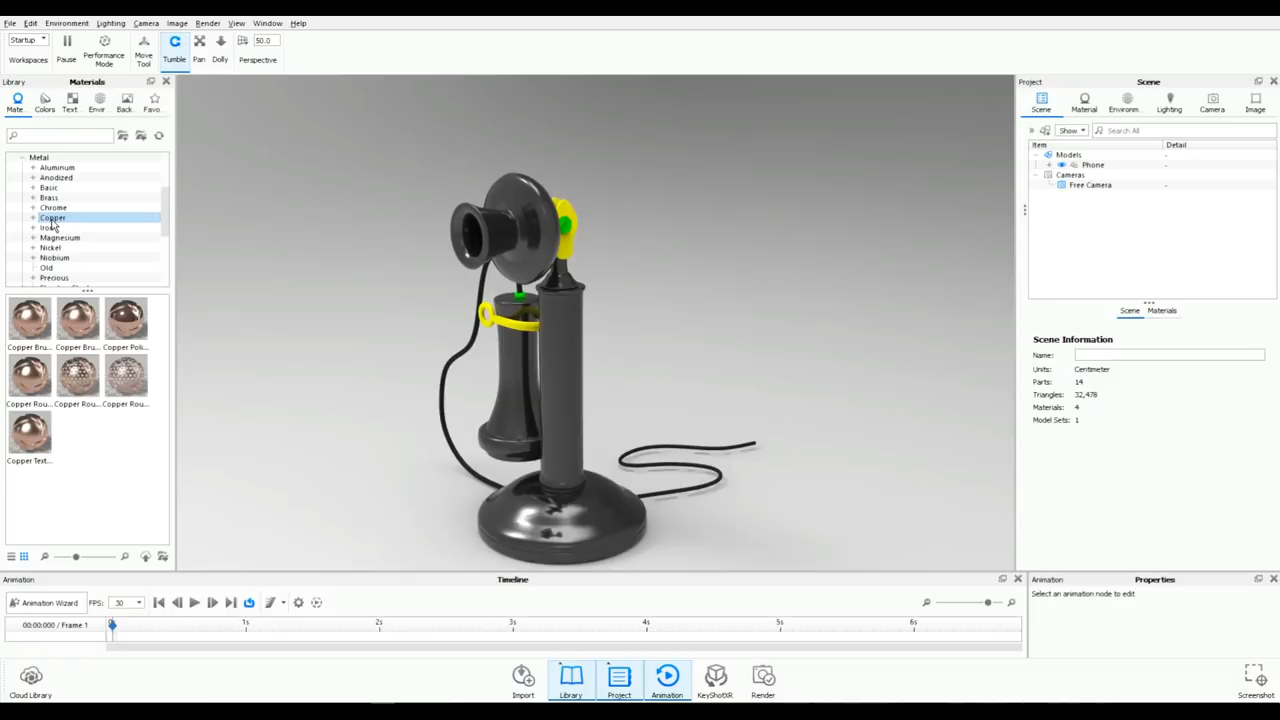 File Edit Environment Lighting Camera Image Render View Window Help
Startup 50.0
Workspaces Pause Performance Mode Move Tool Tumble Pan Dolly Perspective
Library Materials
Mate... Colors Text... Envir... Back... Favo...
Metal
Aluminum
Anodized
Basic
Brass
Chrome
Copper
Iron
Magnesium
Nickel
Niobium
Old
Precious
Copper Bru... Copper Bru... Copper Poli...
Copper Rou... Copper Rou... Copper Rou...
Copper Text...
Project Scene
Scene Material Environm... Lighting Camera Image
Show Search All
Item Detail
Models -
Phone -
Cameras
Free Camera -
Scene Materials
Scene Information
Name:
Units: Centimeter
Parts: 14
Triangles: 32,478
Materials: 4
Model Sets: 1
Animation Timeline
Animation Wizard FPS: 30
00:00:000 / Frame 1 0 1s 2s 3s 4s 5s 6s
Animation Properties
Select an animation node to edit
Cloud Library Import Library Project Animation KeyShotXR Render Screenshot